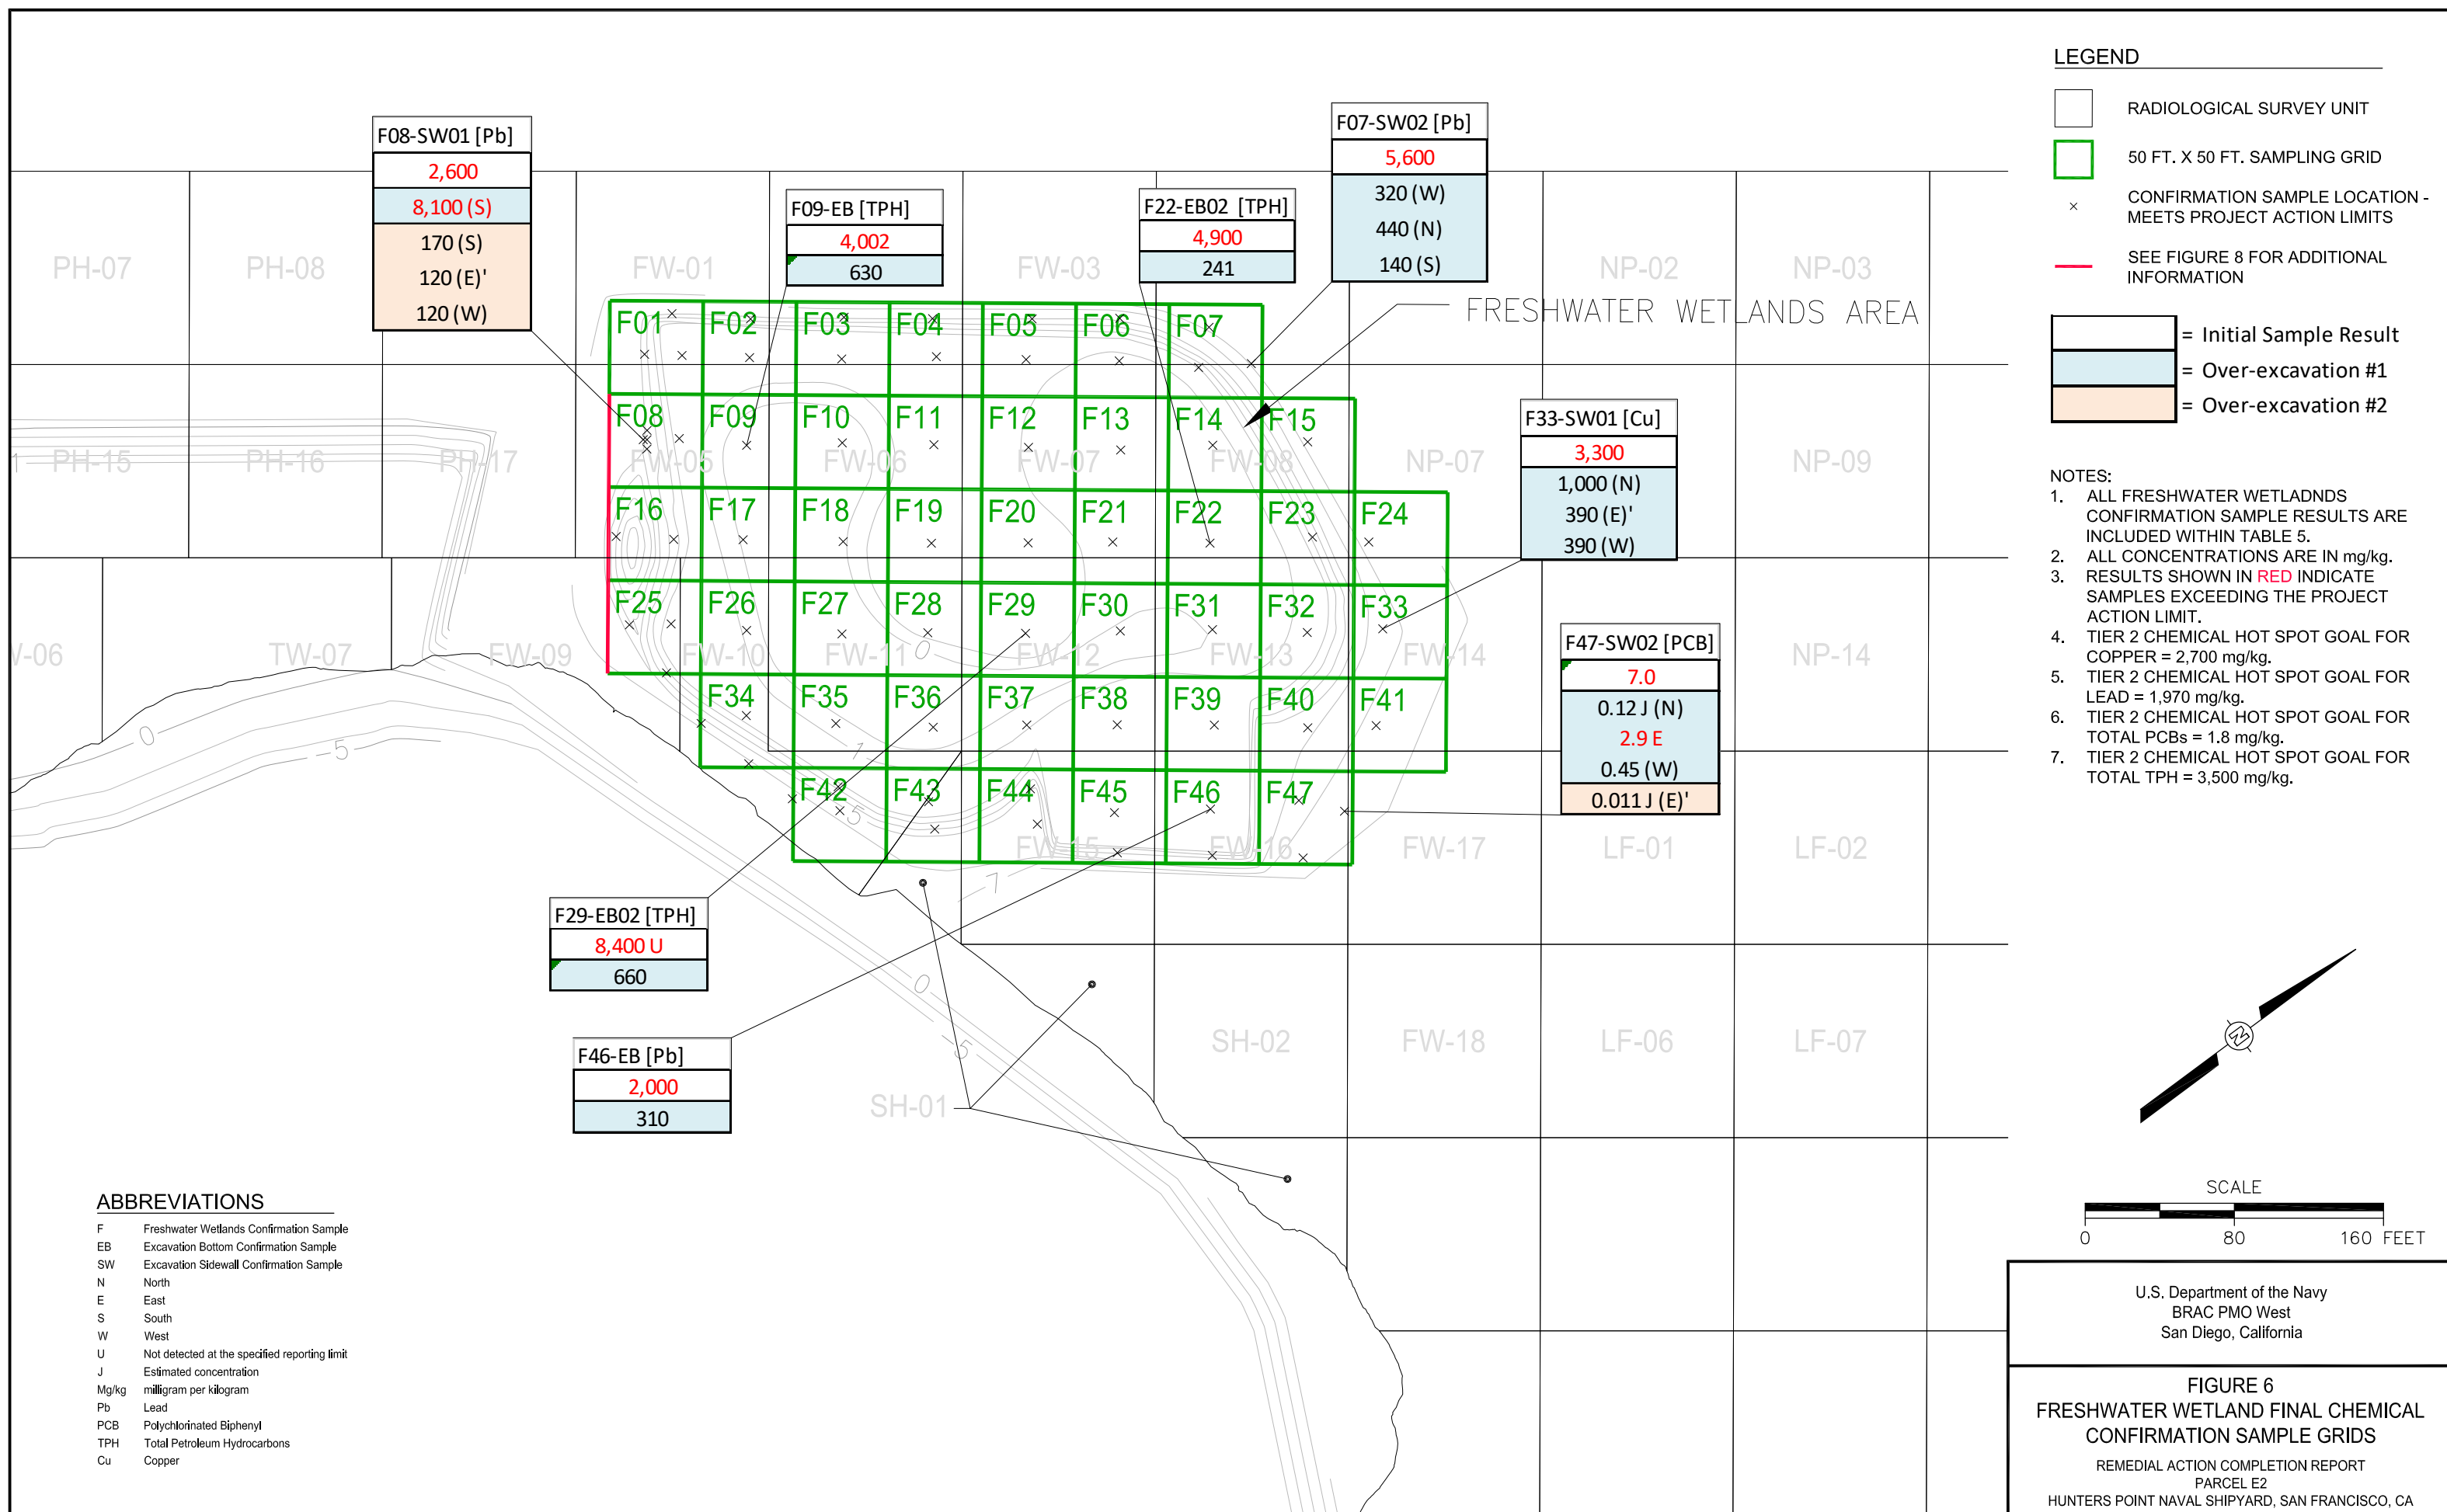 F08-SW01 [Pb]
2,600
8,100 (S)
170 (S)
120 (E)'
120 (W)
F09-EB [TPH]
4,002
630
F22-EB02 [TPH]
4,900
241
F07-SW02 [Pb]
5,600
320 (W)
440 (N)
140 (S)
F33-SW01 [Cu]
3,300
1,000 (N)
390 (E)'
390 (W)
F47-SW02 [PCB]
7.0
0.12 J (N)
2.9 E
0.45 (W)
0.011 J (E)'
F29-EB02 [TPH]
8,400 U
660
F46-EB [Pb]
2,000
310
FRESHWATER WETLANDS AREA
PH-07 PH-08 FW-01 FW-03 NP-02 NP-03
F01 F02 F03 F04 F05 F06 F07
F08 F09 F10 F11 F12 F13 F14 F15
PH-15 PH-16 PH-17 FW-05 FW-06 FW-07 FW-08 NP-07 NP-09
F16 F17 F18 F19 F20 F21 F22 F23 F24
F25 F26 F27 F28 F29 F30 F31 F32 F33
TW-07 FW-09 FW-10 FW-11 0 FW-12 FW-13 FW-14 NP-14
F34 F35 F36 F37 F38 F39 F40 F41
0
-5
F42 F43 F44 F45 F46 F47
FW-15 FW-16 FW-17 LF-01 LF-02
0
-5
SH-02 FW-18 LF-06 LF-07
SH-01
LEGEND
RADIOLOGICAL SURVEY UNIT
50 FT. X 50 FT. SAMPLING GRID
× CONFIRMATION SAMPLE LOCATION -
MEETS PROJECT ACTION LIMITS
SEE FIGURE 8 FOR ADDITIONAL
INFORMATION
= Initial Sample Result
= Over-excavation #1
= Over-excavation #2
NOTES:
1. ALL FRESHWATER WETLADNDS
CONFIRMATION SAMPLE RESULTS ARE
INCLUDED WITHIN TABLE 5.
2. ALL CONCENTRATIONS ARE IN mg/kg.
3. RESULTS SHOWN IN RED INDICATE
SAMPLES EXCEEDING THE PROJECT
ACTION LIMIT.
4. TIER 2 CHEMICAL HOT SPOT GOAL FOR
COPPER = 2,700 mg/kg.
5. TIER 2 CHEMICAL HOT SPOT GOAL FOR
LEAD = 1,970 mg/kg.
6. TIER 2 CHEMICAL HOT SPOT GOAL FOR
TOTAL PCBs = 1.8 mg/kg.
7. TIER 2 CHEMICAL HOT SPOT GOAL FOR
TOTAL TPH = 3,500 mg/kg.
SCALE
0 80 160 FEET
ABBREVIATIONS
F Freshwater Wetlands Confirmation Sample
EB Excavation Bottom Confirmation Sample
SW Excavation Sidewall Confirmation Sample
N North
E East
S South
W West
U Not detected at the specified reporting limit
J Estimated concentration
Mg/kg milligram per kilogram
Pb Lead
PCB Polychlorinated Biphenyl
TPH Total Petroleum Hydrocarbons
Cu Copper
U.S. Department of the Navy
BRAC PMO West
San Diego, California
FIGURE 6
FRESHWATER WETLAND FINAL CHEMICAL
CONFIRMATION SAMPLE GRIDS
REMEDIAL ACTION COMPLETION REPORT
PARCEL E2
HUNTERS POINT NAVAL SHIPYARD, SAN FRANCISCO, CA